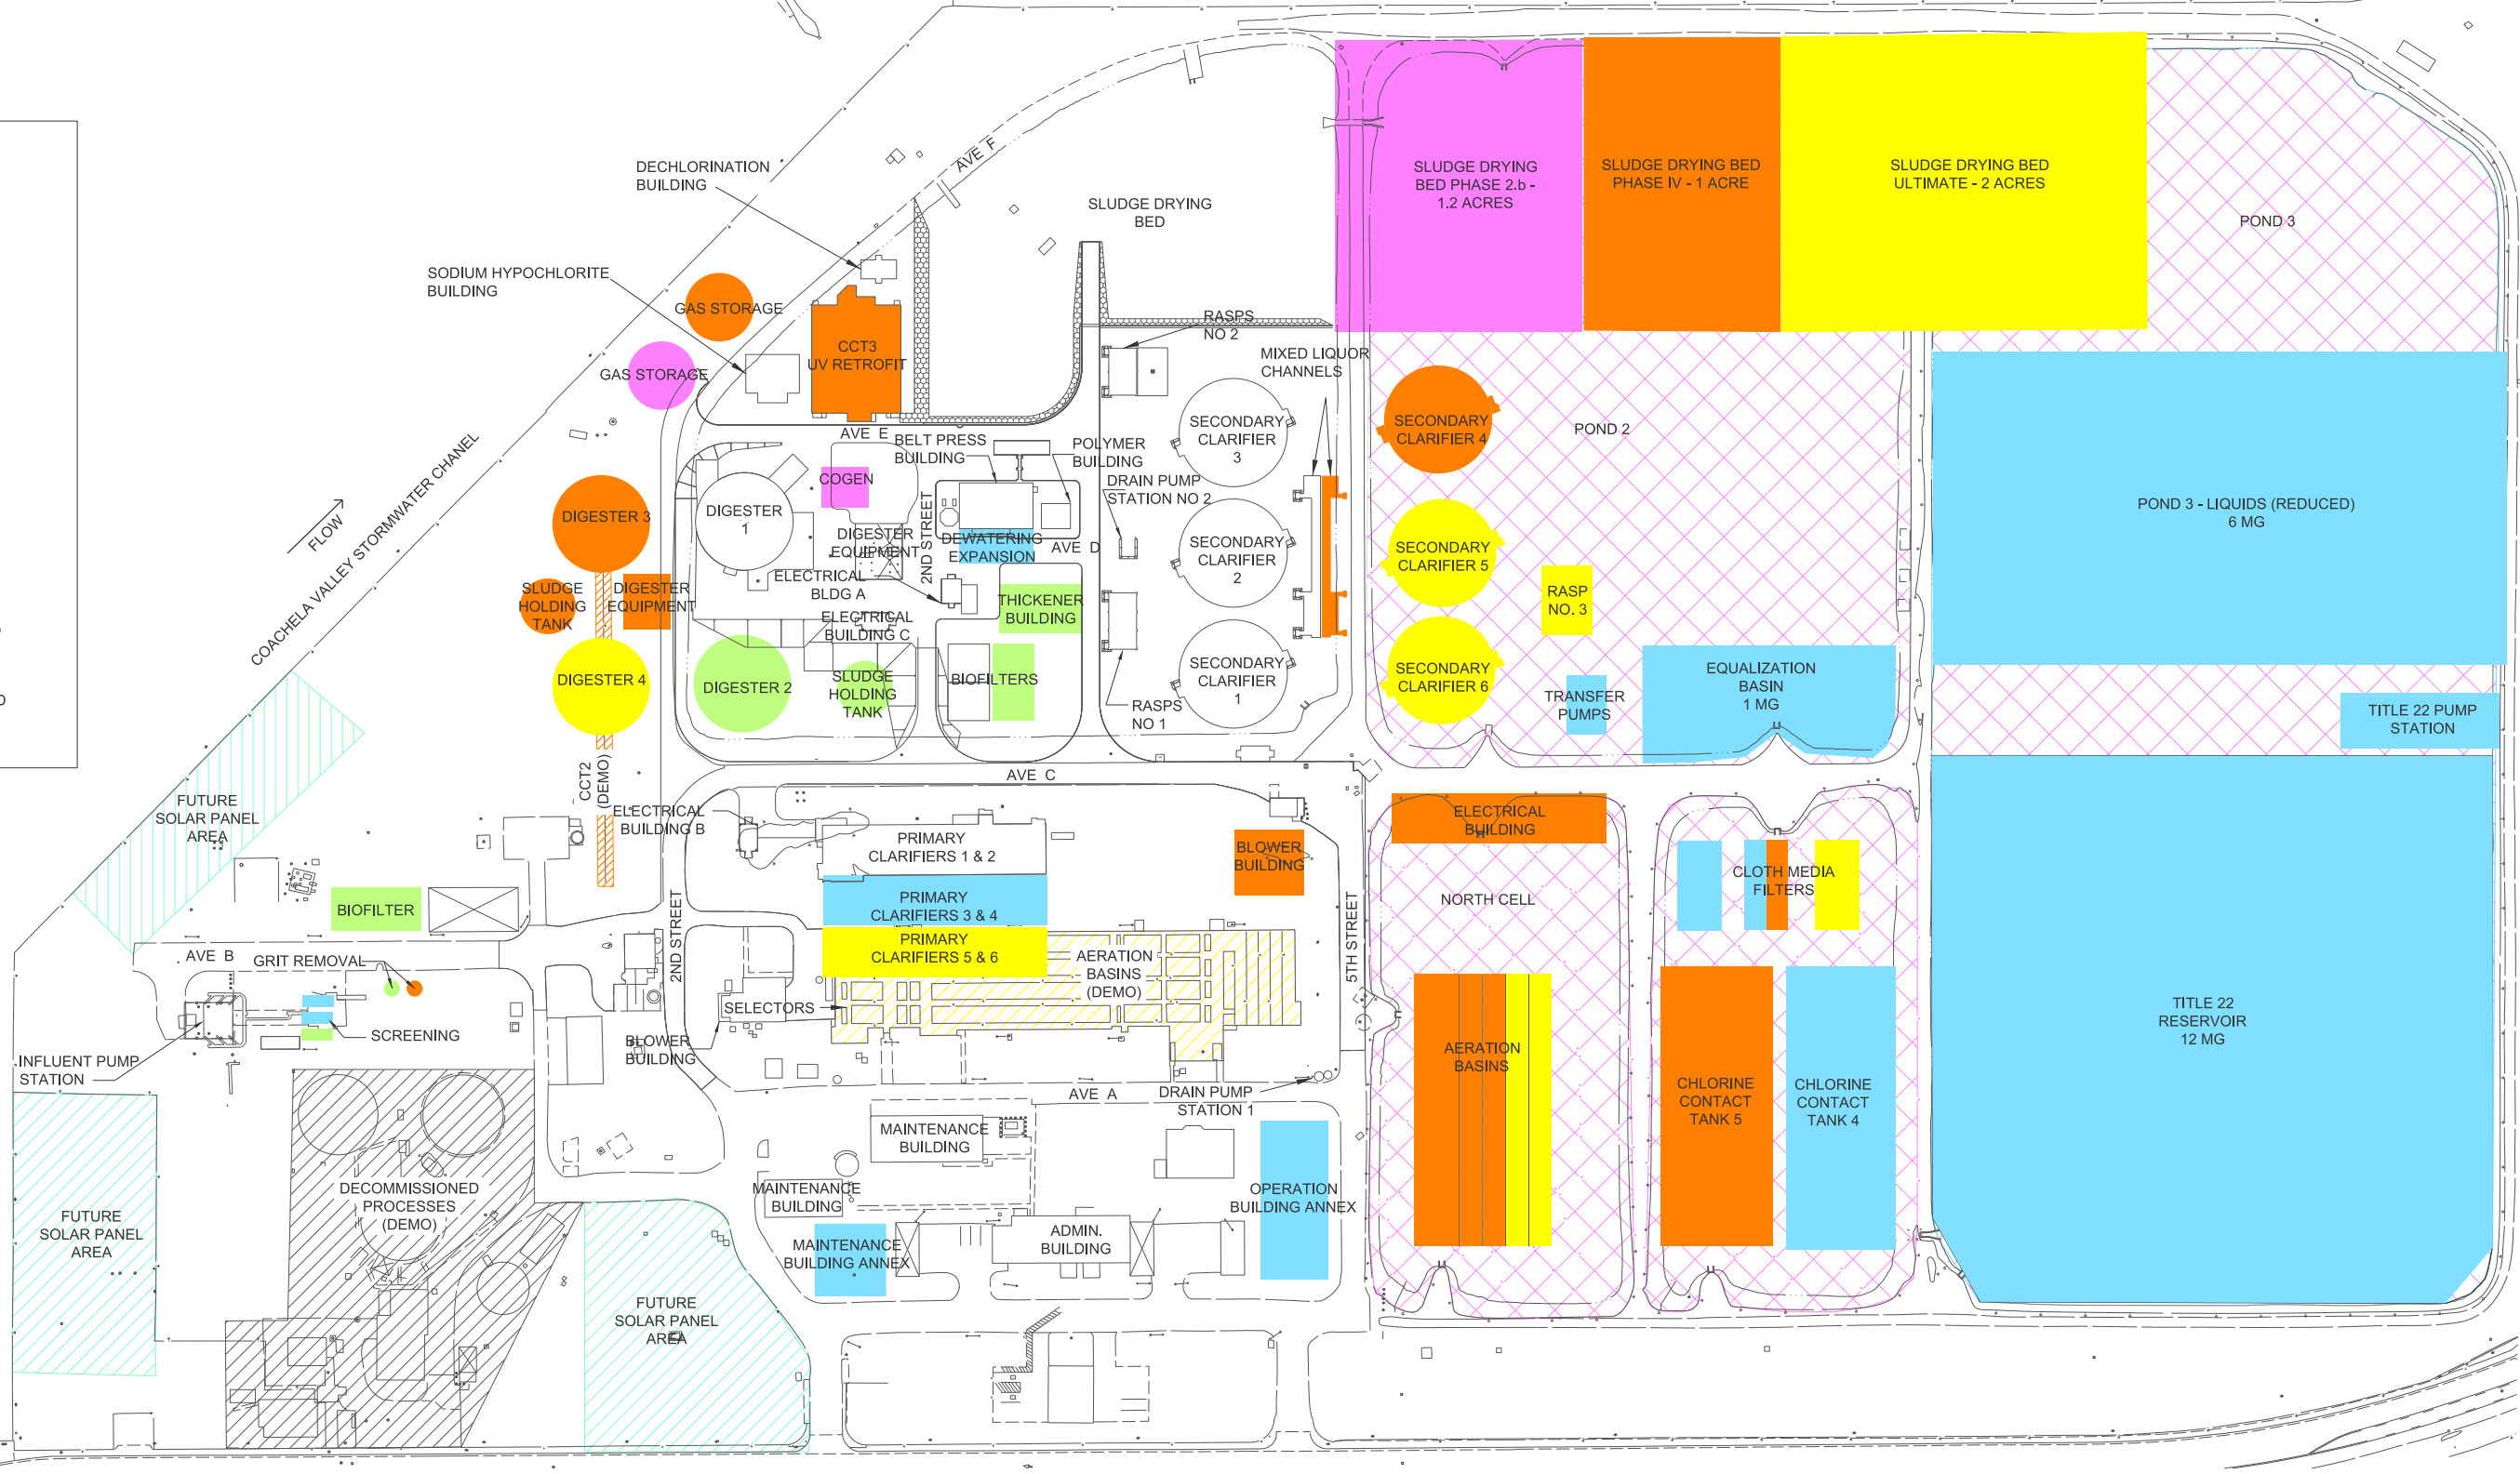 DECHLORINATION
BUILDING
AVE F
SLUDGE DRYING
BED
SLUDGE DRYING
BED PHASE 2.b -
1.2 ACRES
SLUDGE DRYING BED
PHASE IV - 1 ACRE
SLUDGE DRYING BED
ULTIMATE - 2 ACRES
POND 3
SODIUM HYPOCHLORITE
BUILDING
GAS STORAGE
GAS STORAGE
CCT3
UV RETROFIT
RASPS
NO 2
MIXED LIQUOR
CHANNELS
SECONDARY
CLARIFIER
3
SECONDARY
CLARIFIER 4
POND 2
AVE E
BELT PRESS
BUILDING
POLYMER
BUILDING
COGEN
DRAIN PUMP
STATION NO 2
COACHELA VALLEY STORMWATER CHANEL
FLOW
DIGESTER 3
DIGESTER
1
2ND STREET
DIGESTER
EQUIPMENT
DEWATERING
EXPANSION
AVE D
SECONDARY
CLARIFIER
2
SECONDARY
CLARIFIER 5
POND 3 - LIQUIDS (REDUCED)
6 MG
SLUDGE
HOLDING
TANK
DIGESTER
EQUIPMENT
ELECTRICAL
BLDG A
ELECTRICAL
BUILDING C
THICKENER
BUILDING
RASP
NO. 3
DIGESTER 4
DIGESTER 2
SLUDGE
HOLDING
TANK
BIOFILTERS
RASPS
NO 1
SECONDARY
CLARIFIER
1
SECONDARY
CLARIFIER 6
TRANSFER
PUMPS
EQUALIZATION
BASIN
1 MG
TITLE 22 PUMP
STATION
O
CCT2
(DEMO)
AVE C
FUTURE
SOLAR PANEL
AREA
ELECTRICAL
BUILDING B
PRIMARY
CLARIFIERS 1 & 2
BLOWER
BUILDING
ELECTRICAL
BUILDING
CLOTH MEDIA
FILTERS
BIOFILTER
2ND STREET
PRIMARY
CLARIFIERS 3 & 4
5TH STREET
NORTH CELL
AVE B
GRIT REMOVAL
PRIMARY
CLARIFIERS 5 & 6
AERATION
BASINS
(DEMO)
SELECTORS
SCREENING
INFLUENT PUMP
STATION
BLOWER
BUILDING
AVE A
DRAIN PUMP
STATION 1
AERATION
BASINS
CHLORINE
CONTACT
TANK 5
CHLORINE
CONTACT
TANK 4
TITLE 22
RESERVOIR
12 MG
MAINTENANCE
BUILDING
DECOMMISSIONED
PROCESSES
(DEMO)
MAINTENANCE
BUILDING
OPERATION
BUILDING ANNEX
FUTURE
SOLAR PANEL
AREA
MAINTENANCE
BUILDING ANNEX
ADMIN.
BUILDING
FUTURE
SOLAR PANEL
AREA